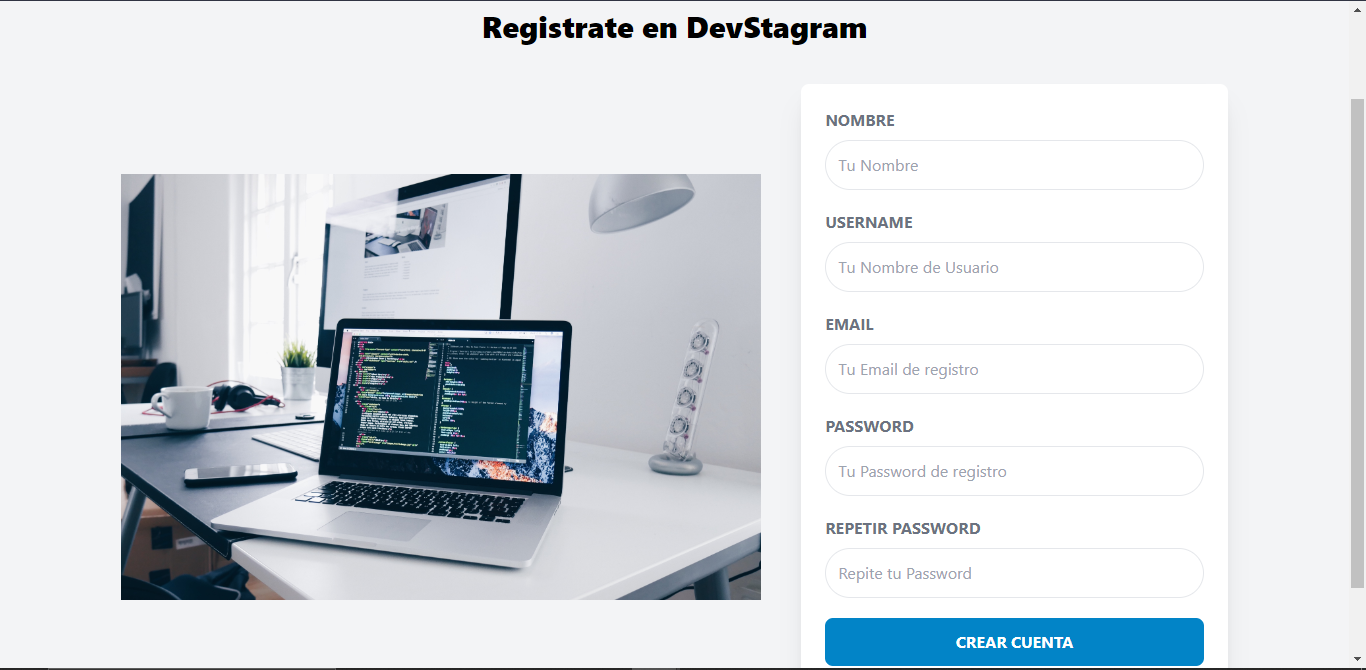 Registrate en DevStagram
NOMBRE
Tu Nombre
USERNAME
Tu Nombre de Usuario
EMAIL
Tu Email de registro
PASSWORD
Tu Password de registro
REPETIR PASSWORD
Repite tu Password
CREAR CUENTA